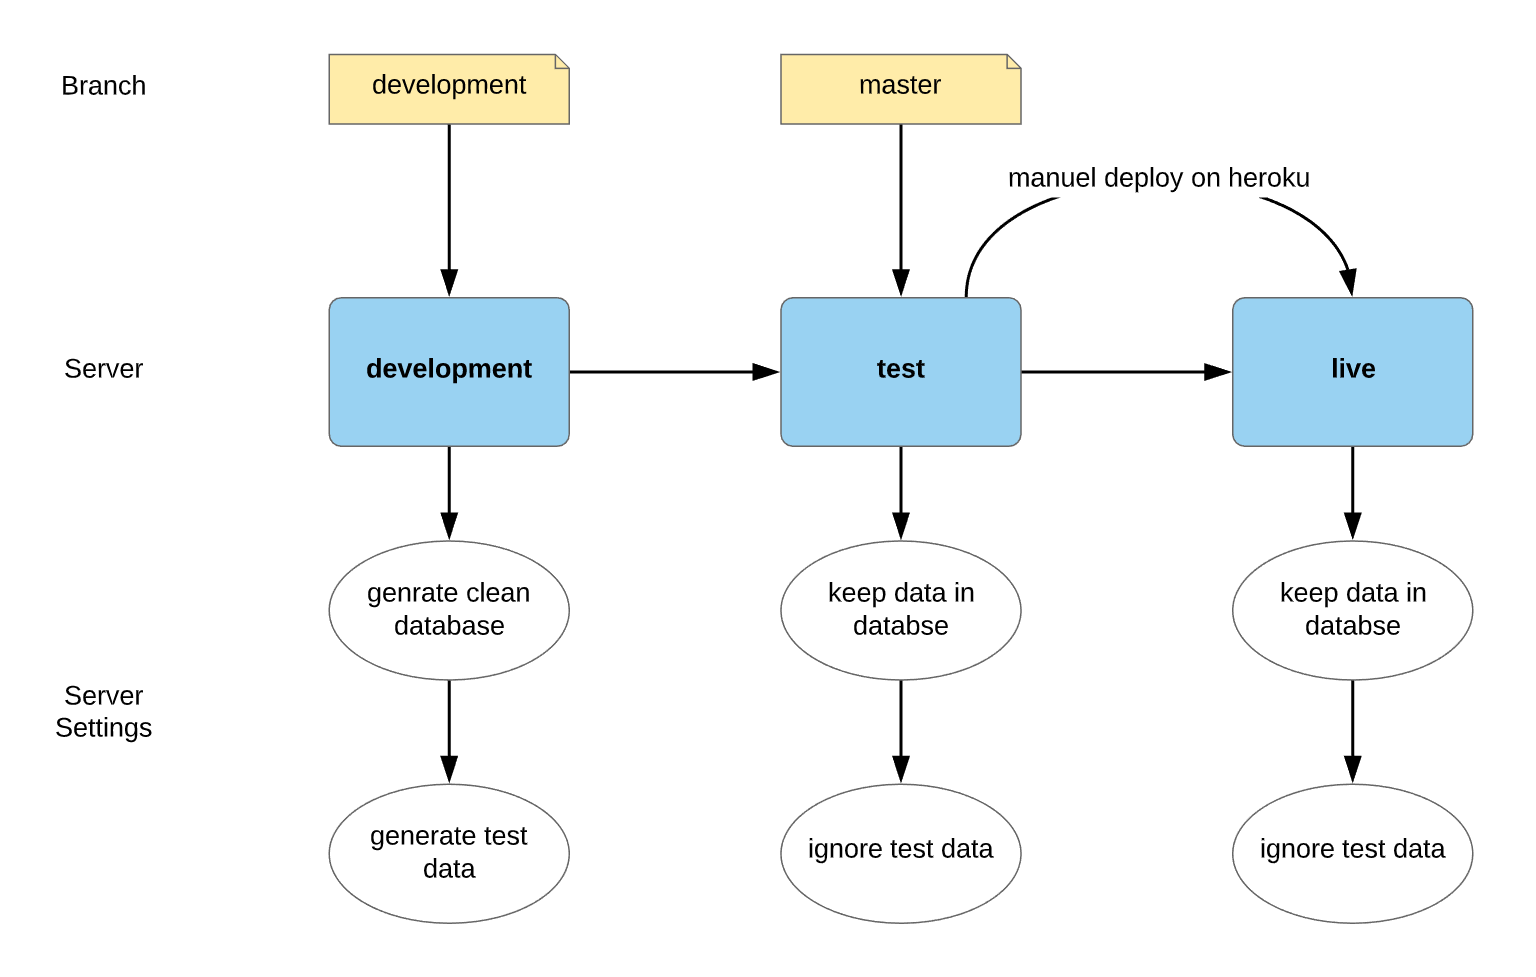 Branch
development
master
manuel deploy on heroku
Server
development
test
live
genrate clean
database
keep data in
databse
keep data in
databse
Server
Settings
generate test
data
ignore test data
ignore test data